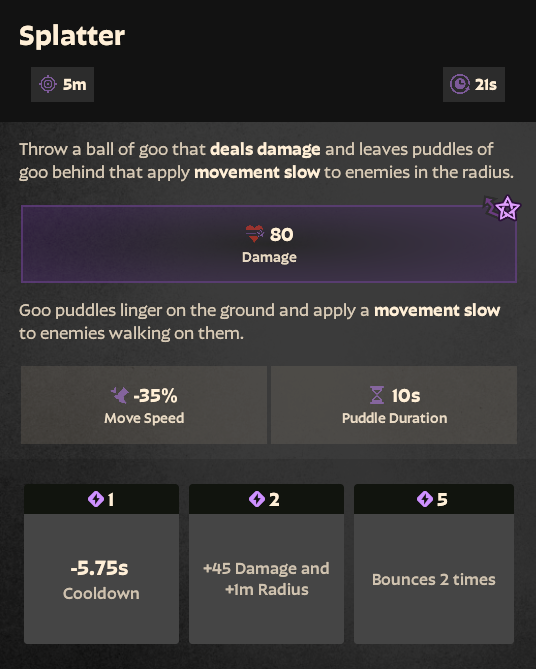 Splatter
5m
21s
Throw a ball of goo that deals damage and leaves puddles of
goo behind that apply movement slow to enemies in the radius.
80
Damage
Goo puddles linger on the ground and apply a movement slow
to enemies walking on them.
-35%
Move Speed
10s
Puddle Duration
1
-5.75s
Cooldown
2
+45 Damage and
+1m Radius
5
Bounces 2 times